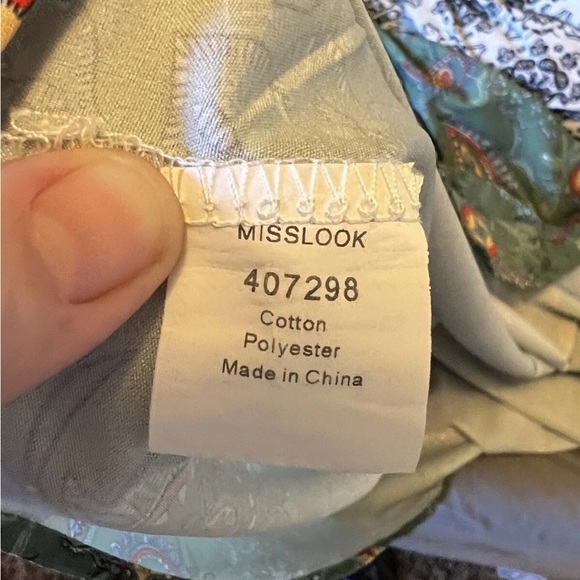 MISSLOOK
407298
Cotton
Polyester
Made in China